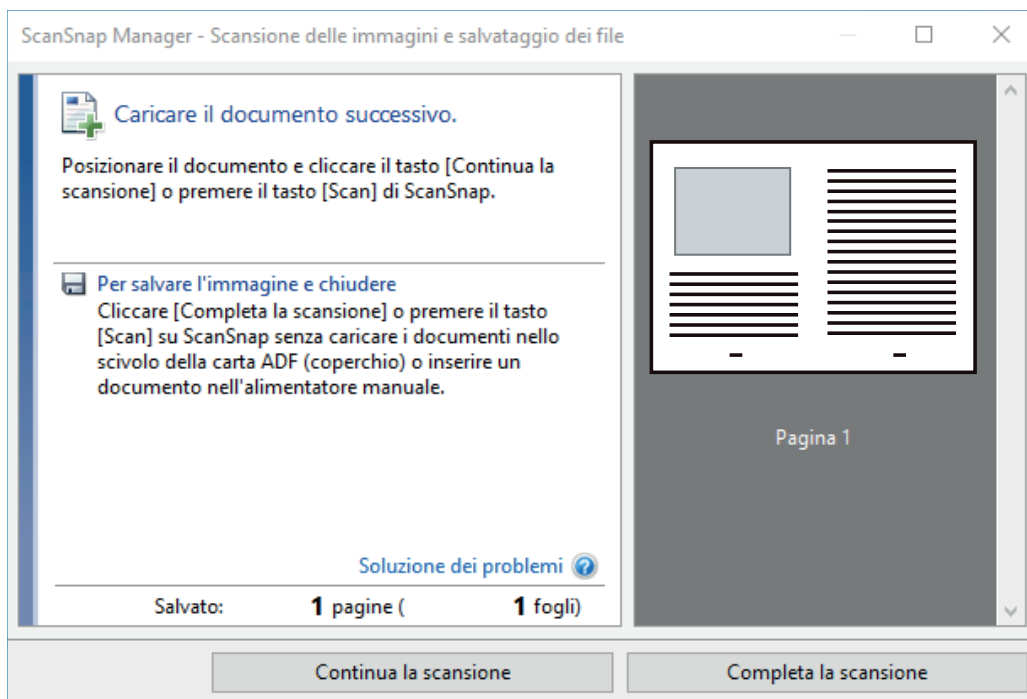 ScanSnap Manager - Scansione delle immagini e salvataggio dei file
Caricare il documento successivo.
Posizionare il documento e cliccare il tasto [Continua la
scansione] o premere il tasto [Scan] di ScanSnap.
Per salvare l'immagine e chiudere
Cliccare [Completa la scansione] o premere il tasto
[Scan] su ScanSnap senza caricare i documenti nello
scivolo della carta ADF (coperchio) o inserire un
documento nell'alimentatore manuale.
Soluzione dei problemi
Salvato: 1 pagine ( 1 fogli)
Pagina 1
Continua la scansione
Completa la scansione